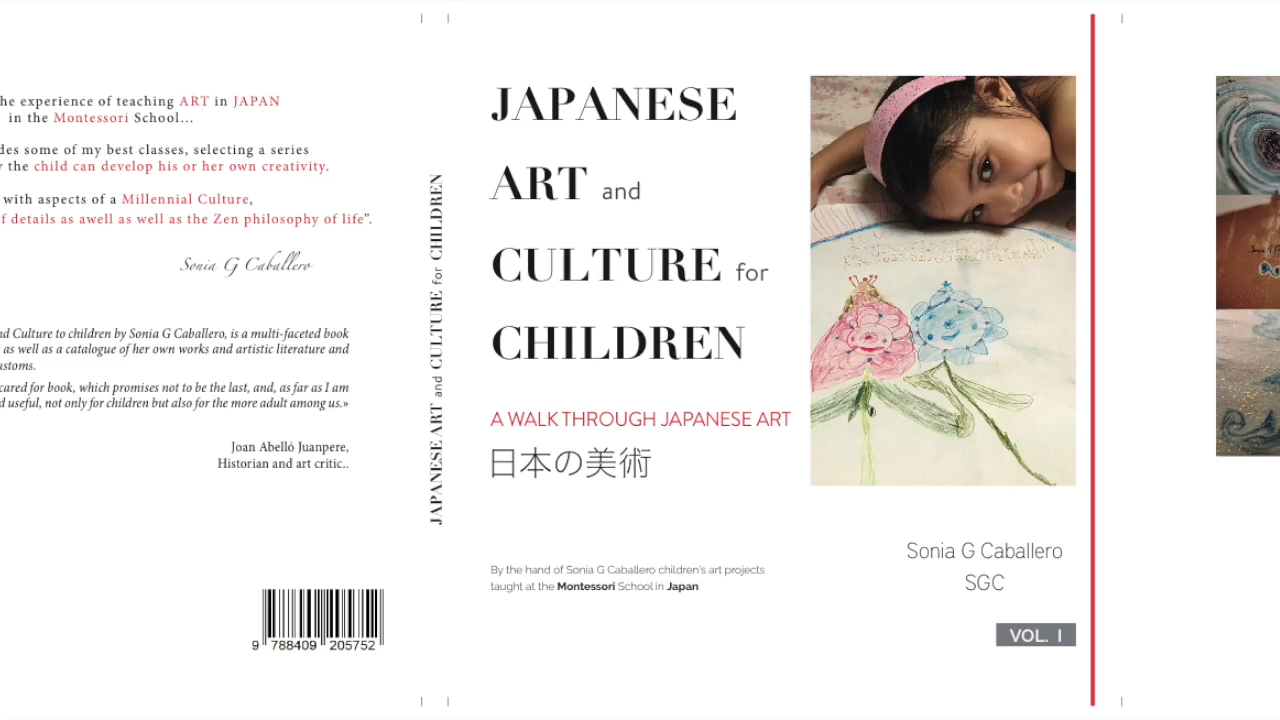 he experience of teaching ART in JAPAN
in the Montessori School...
des some of my best classes, selecting a series
the child can develop his or her own creativity.
with aspects of a Millennial Culture,
f details as awell as well as the Zen philosophy of life”.
Sonia G Caballero
nd Culture to children by Sonia G Caballero, is a multi-faceted book
as well as a catalogue of her own works and artistic literature and
ustoms.
cared for book, which promises not to be the last, and, as far as I am
d useful, not only for children but also for the more adult among us.»
Joan Abelló Juanpere,
Historian and art critic..
9 788409 205752
JAPANESE ART and CULTURE for CHILDREN
JAPANESE
ART and
CULTURE for
CHILDREN
A WALK THROUGH JAPANESE ART
日本の美術
By the hand of Sonia G Caballero children's art projects
taught at the Montessori School in Japan
Sonia G Caballero
SGC
VOL. I